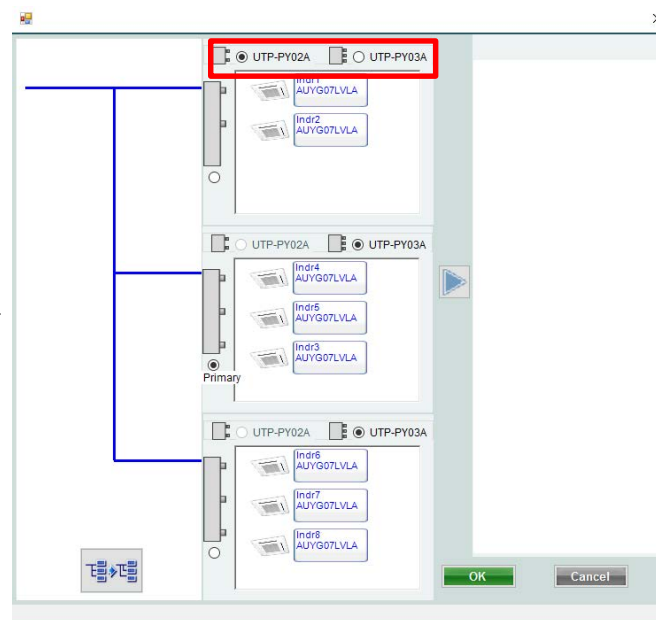 UTP-PY02A UTP-PY03A
Indr1
AUYG07LVLA
Indr2
AUYG07LVLA
UTP-PY02A UTP-PY03A
Indr4
AUYG07LVLA
Indr5
AUYG07LVLA
Indr3
AUYG07LVLA
Primary
UTP-PY02A UTP-PY03A
Indr6
AUYG07LVLA
Indr7
AUYG07LVLA
Indr8
AUYG07LVLA
OK Cancel